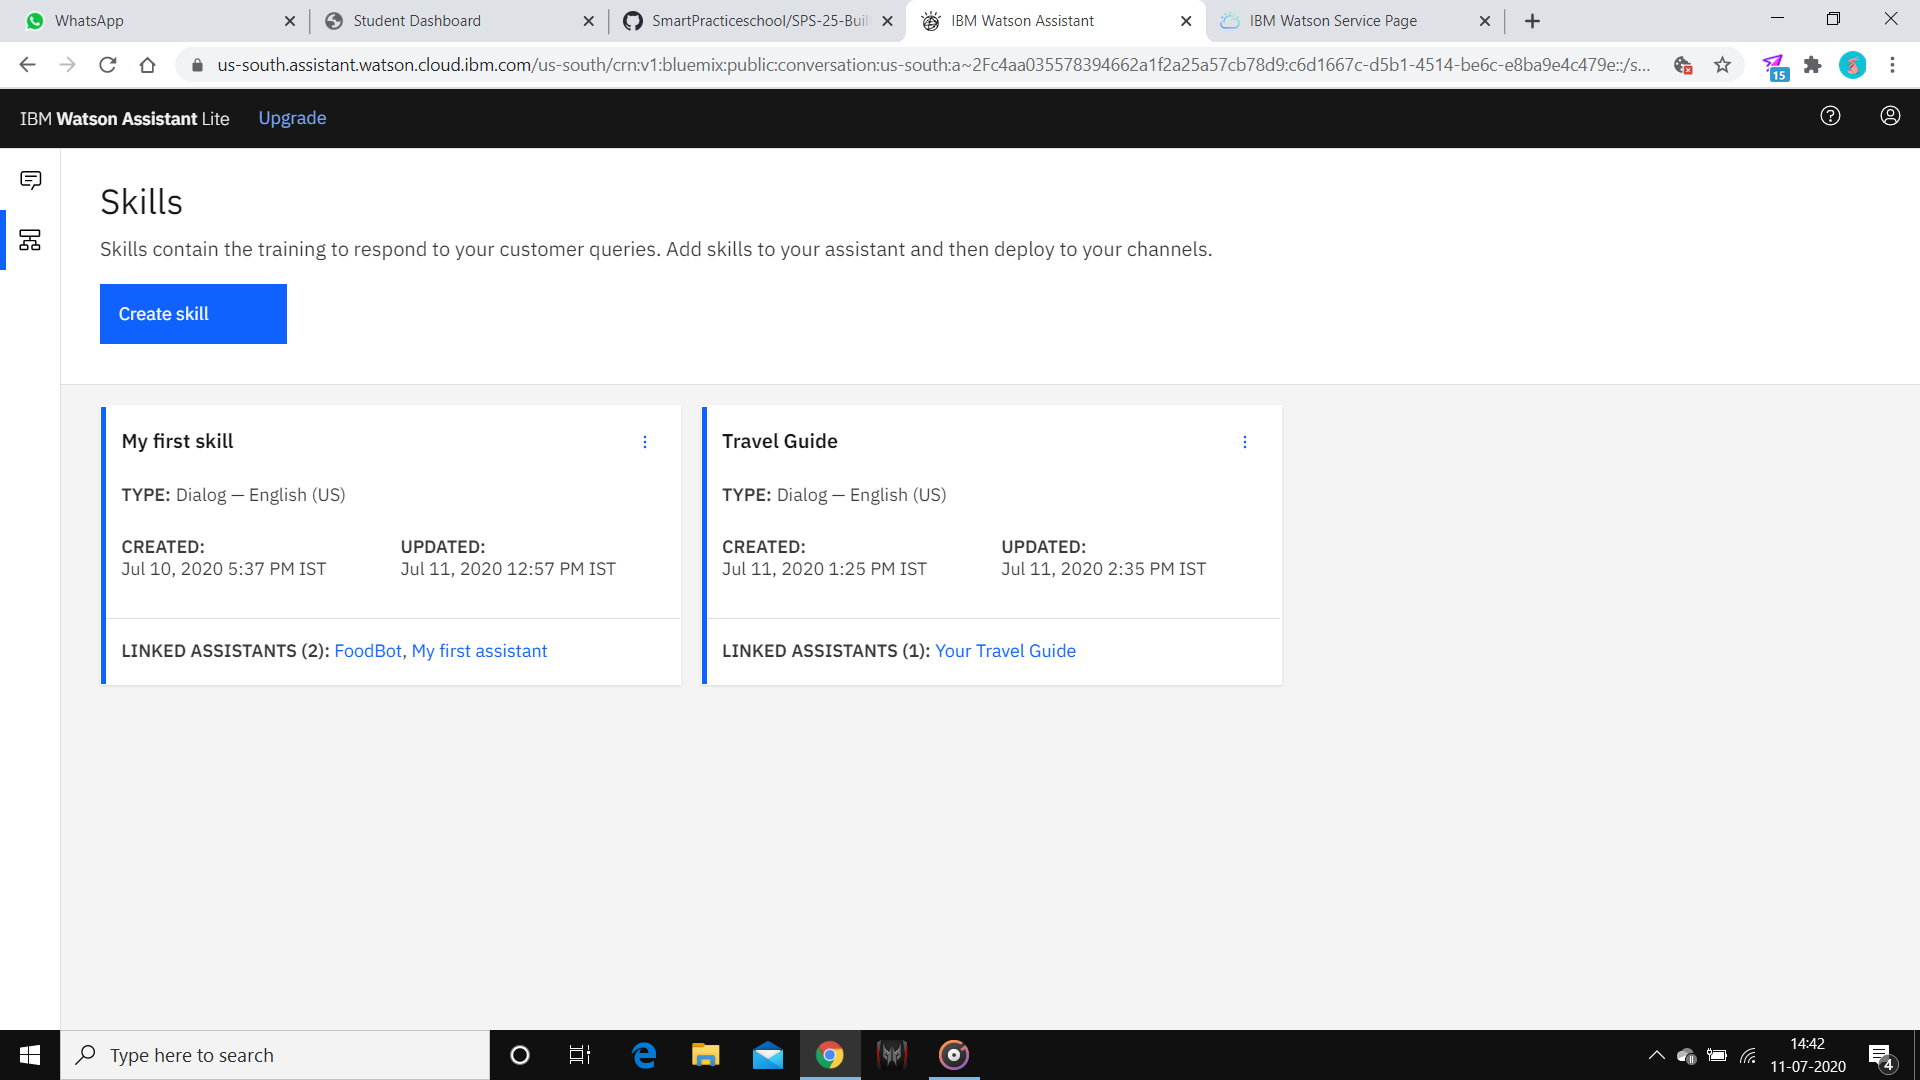 WhatsApp
Student Dashboard
SmartPracticeschool/SPS-25-Buil
IBM Watson Assistant
IBM Watson Service Page
us-south.assistant.watson.cloud.ibm.com/us-south/crn:v1:bluemix:public:conversation:us-south:a~2Fc4aa035578394662a1f2a25a57cb78d9:c6d1667c-d5b1-4514-be6c-e8ba9e4c479e::/s...
15
IBM Watson Assistant Lite
Upgrade
Skills
Skills contain the training to respond to your customer queries. Add skills to your assistant and then deploy to your channels.
Create skill
My first skill
TYPE: Dialog — English (US)
CREATED:
Jul 10, 2020 5:37 PM IST
UPDATED:
Jul 11, 2020 12:57 PM IST
LINKED ASSISTANTS (2): FoodBot, My first assistant
Travel Guide
TYPE: Dialog — English (US)
CREATED:
Jul 11, 2020 1:25 PM IST
UPDATED:
Jul 11, 2020 2:35 PM IST
LINKED ASSISTANTS (1): Your Travel Guide
Type here to search
14:42
11-07-2020
4